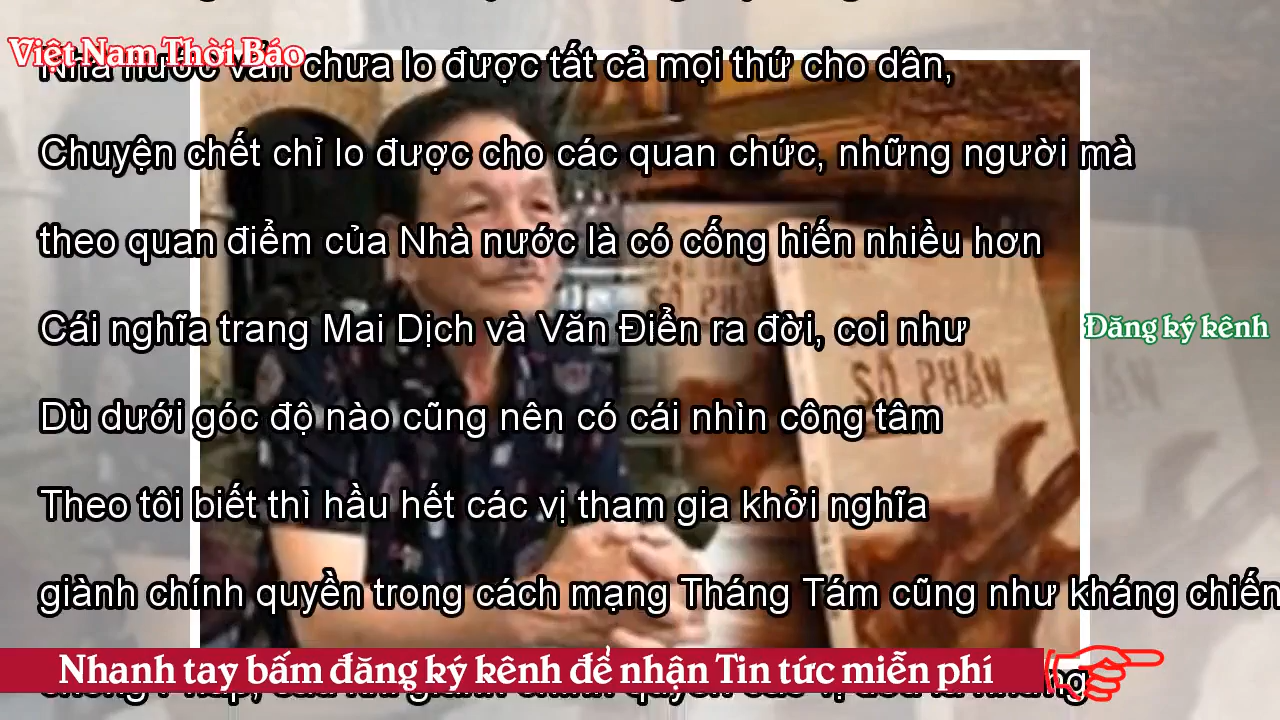 Việt Nam Thời Báo
Nhà nước vẫn chưa lo được tất cả mọi thứ cho dân,
Chuyện chết chỉ lo được cho các quan chức, những người mà
theo quan điểm của Nhà nước là có cống hiến nhiều hơn
Cái nghĩa trang Mai Dịch và Văn Điển ra đời, coi như
Đăng ký kênh
SỐ PHẬN
SỐ PHẬN
Dù dưới góc độ nào cũng nên có cái nhìn công tâm
Theo tôi biết thì hầu hết các vị tham gia khởi nghĩa
giành chính quyền trong cách mạng Tháng Tám cũng như kháng chiến
Nhanh tay bấm đăng ký kênh để nhận Tin tức miễn phí